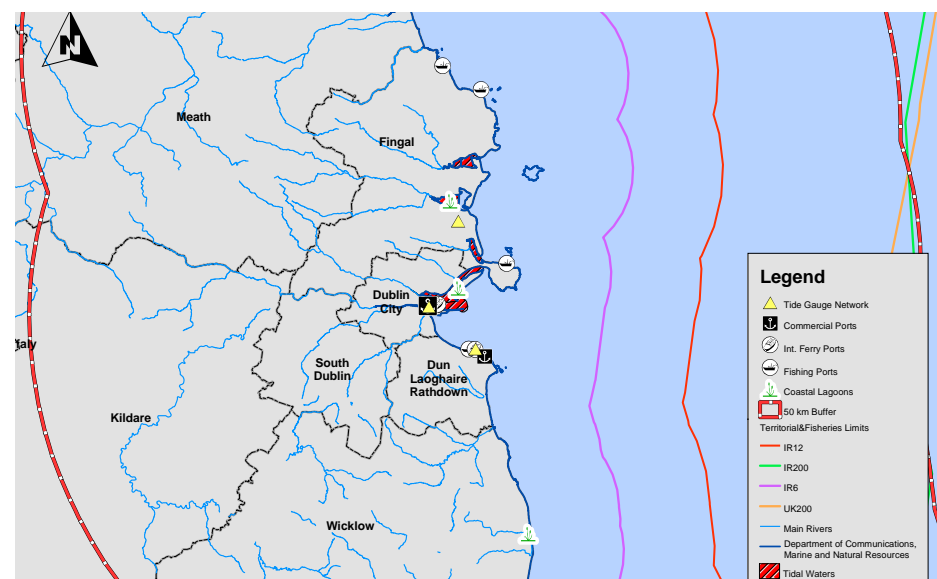 N
Meath
Fingal
Dublin
City
South
Dublin
Dun
Laoghaire
Rathdown
Kildare
Wicklow
Legend
Tide Gauge Network
Commercial Ports
Int. Ferry Ports
Fishing Ports
Coastal Lagoons
50 km Buffer
Territorial&Fisheries Limits
IR12
IR200
IR6
UK200
Main Rivers
Department of Communications,
Marine and Natural Resources
Tidal Waters